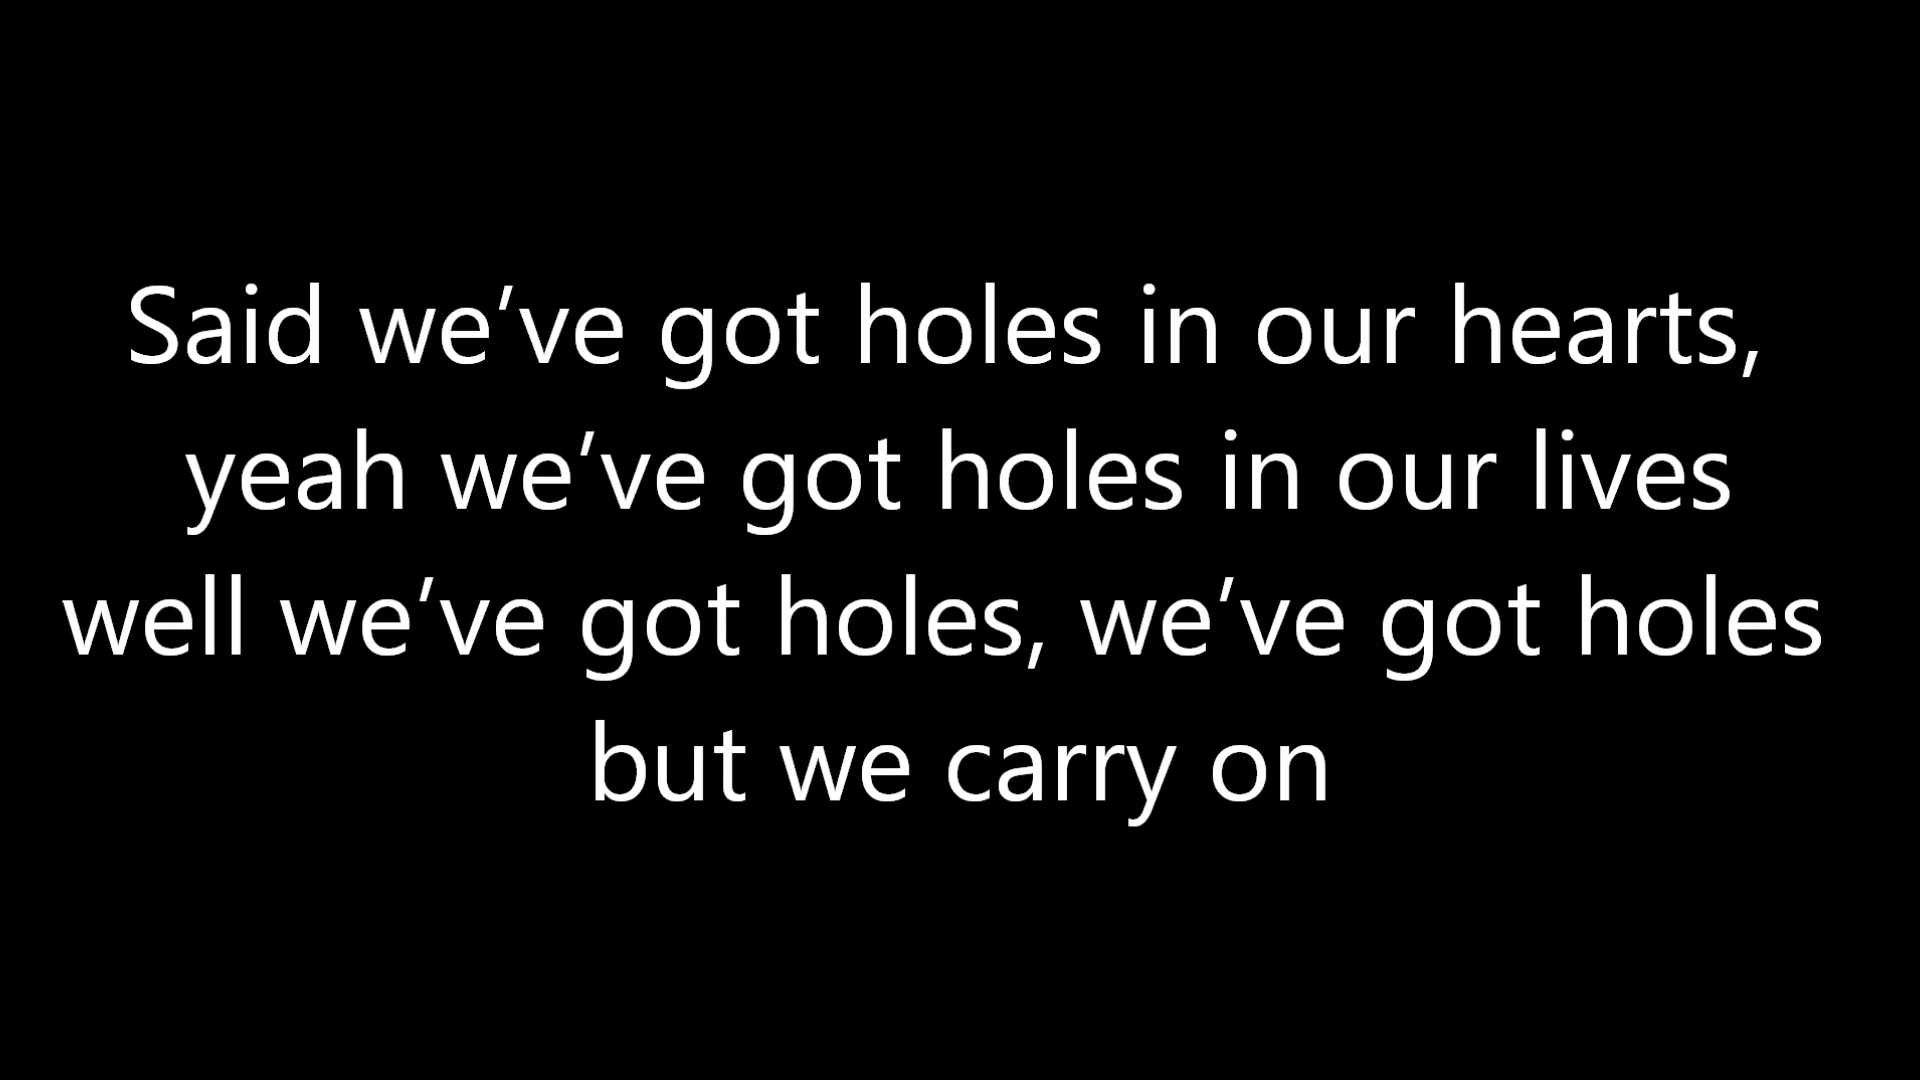 Said we’ve got holes in our hearts,
yeah we’ve got holes in our lives
well we’ve got holes, we’ve got holes
but we carry on